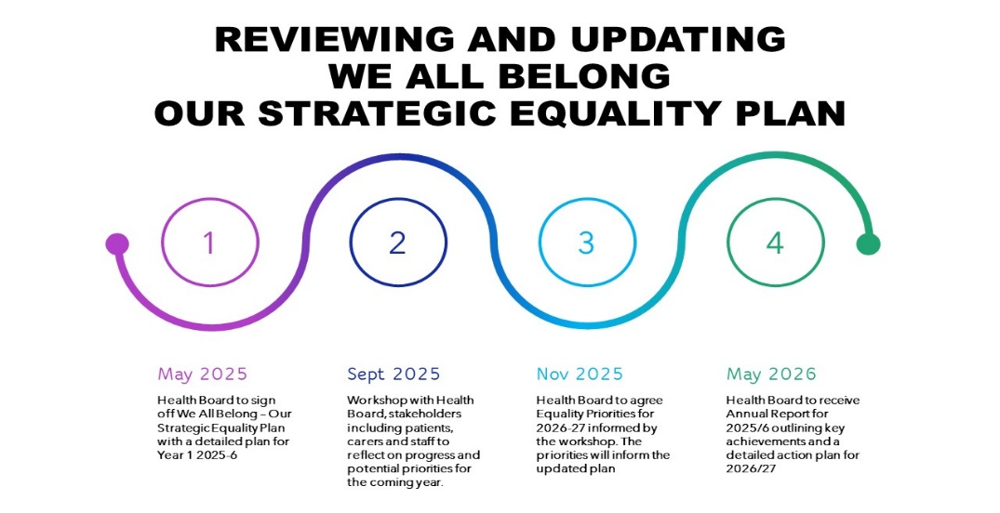 REVIEWING AND UPDATING
WE ALL BELONG
OUR STRATEGIC EQUALITY PLAN
1
2
3
4
May 2025
Health Board to sign
off We All Belong – Our
Strategic Equality Plan
with a detailed plan for
Year 1 2025-6
Sept 2025
Workshop with Health
Board, stakeholders
including patients,
carers and staff to
reflect on progress and
potential priorities for
the coming year.
Nov 2025
Health Board to agree
Equality Priorities for
2026-27 informed by
the workshop. The
priorities will inform the
updated plan
May 2026
Health Board to receive
Annual Report for
2025/6 outlining key
achievements and a
detailed action plan for
2026/27